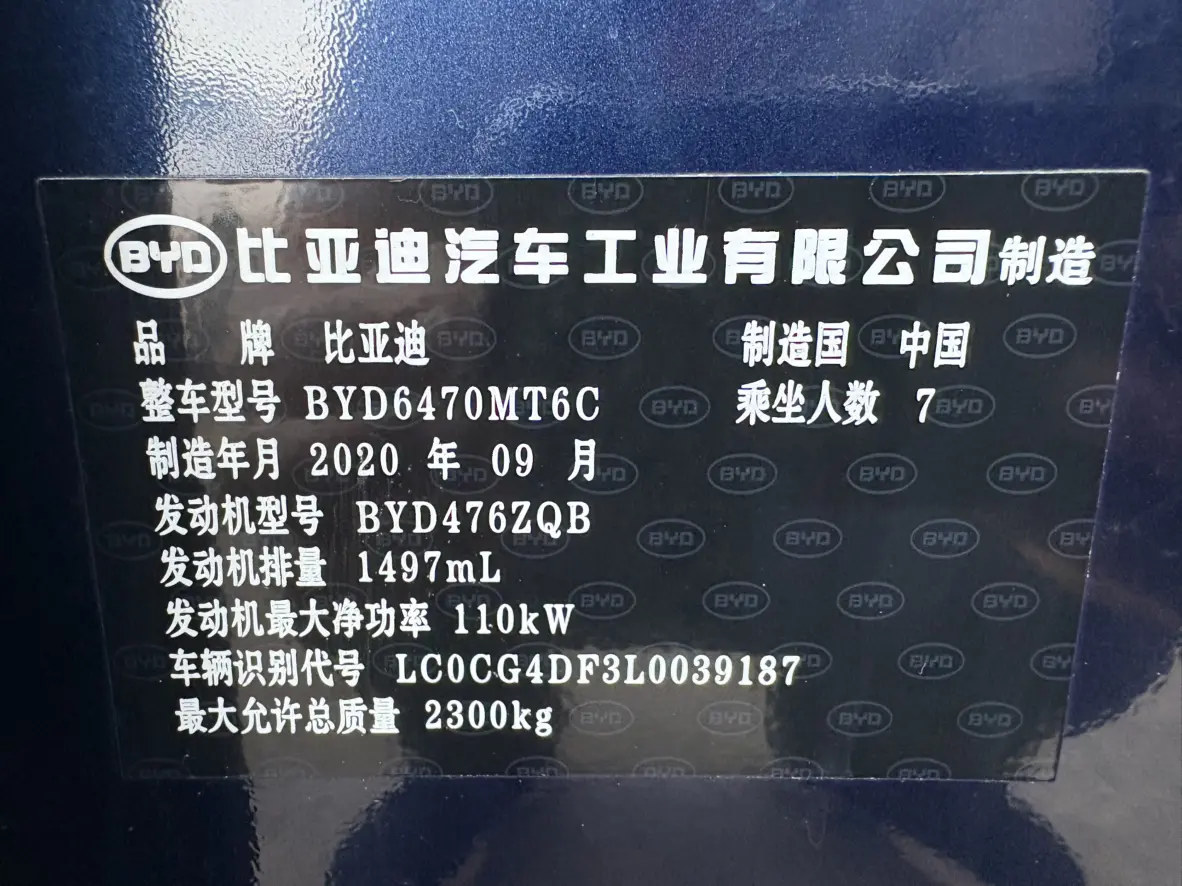 BYD 比亚迪汽车工业有限公司制造
品 牌 比亚迪 制造国 中国
整车型号 BYD6470MT6C 乘坐人数 7
制造年月 2020 年 09 月
发动机型号 BYD476ZQB
发动机排量 1497mL
发动机最大净功率 110kW
车辆识别代号 LC0CG4DF3L0039187
最大允许总质量 2300kg